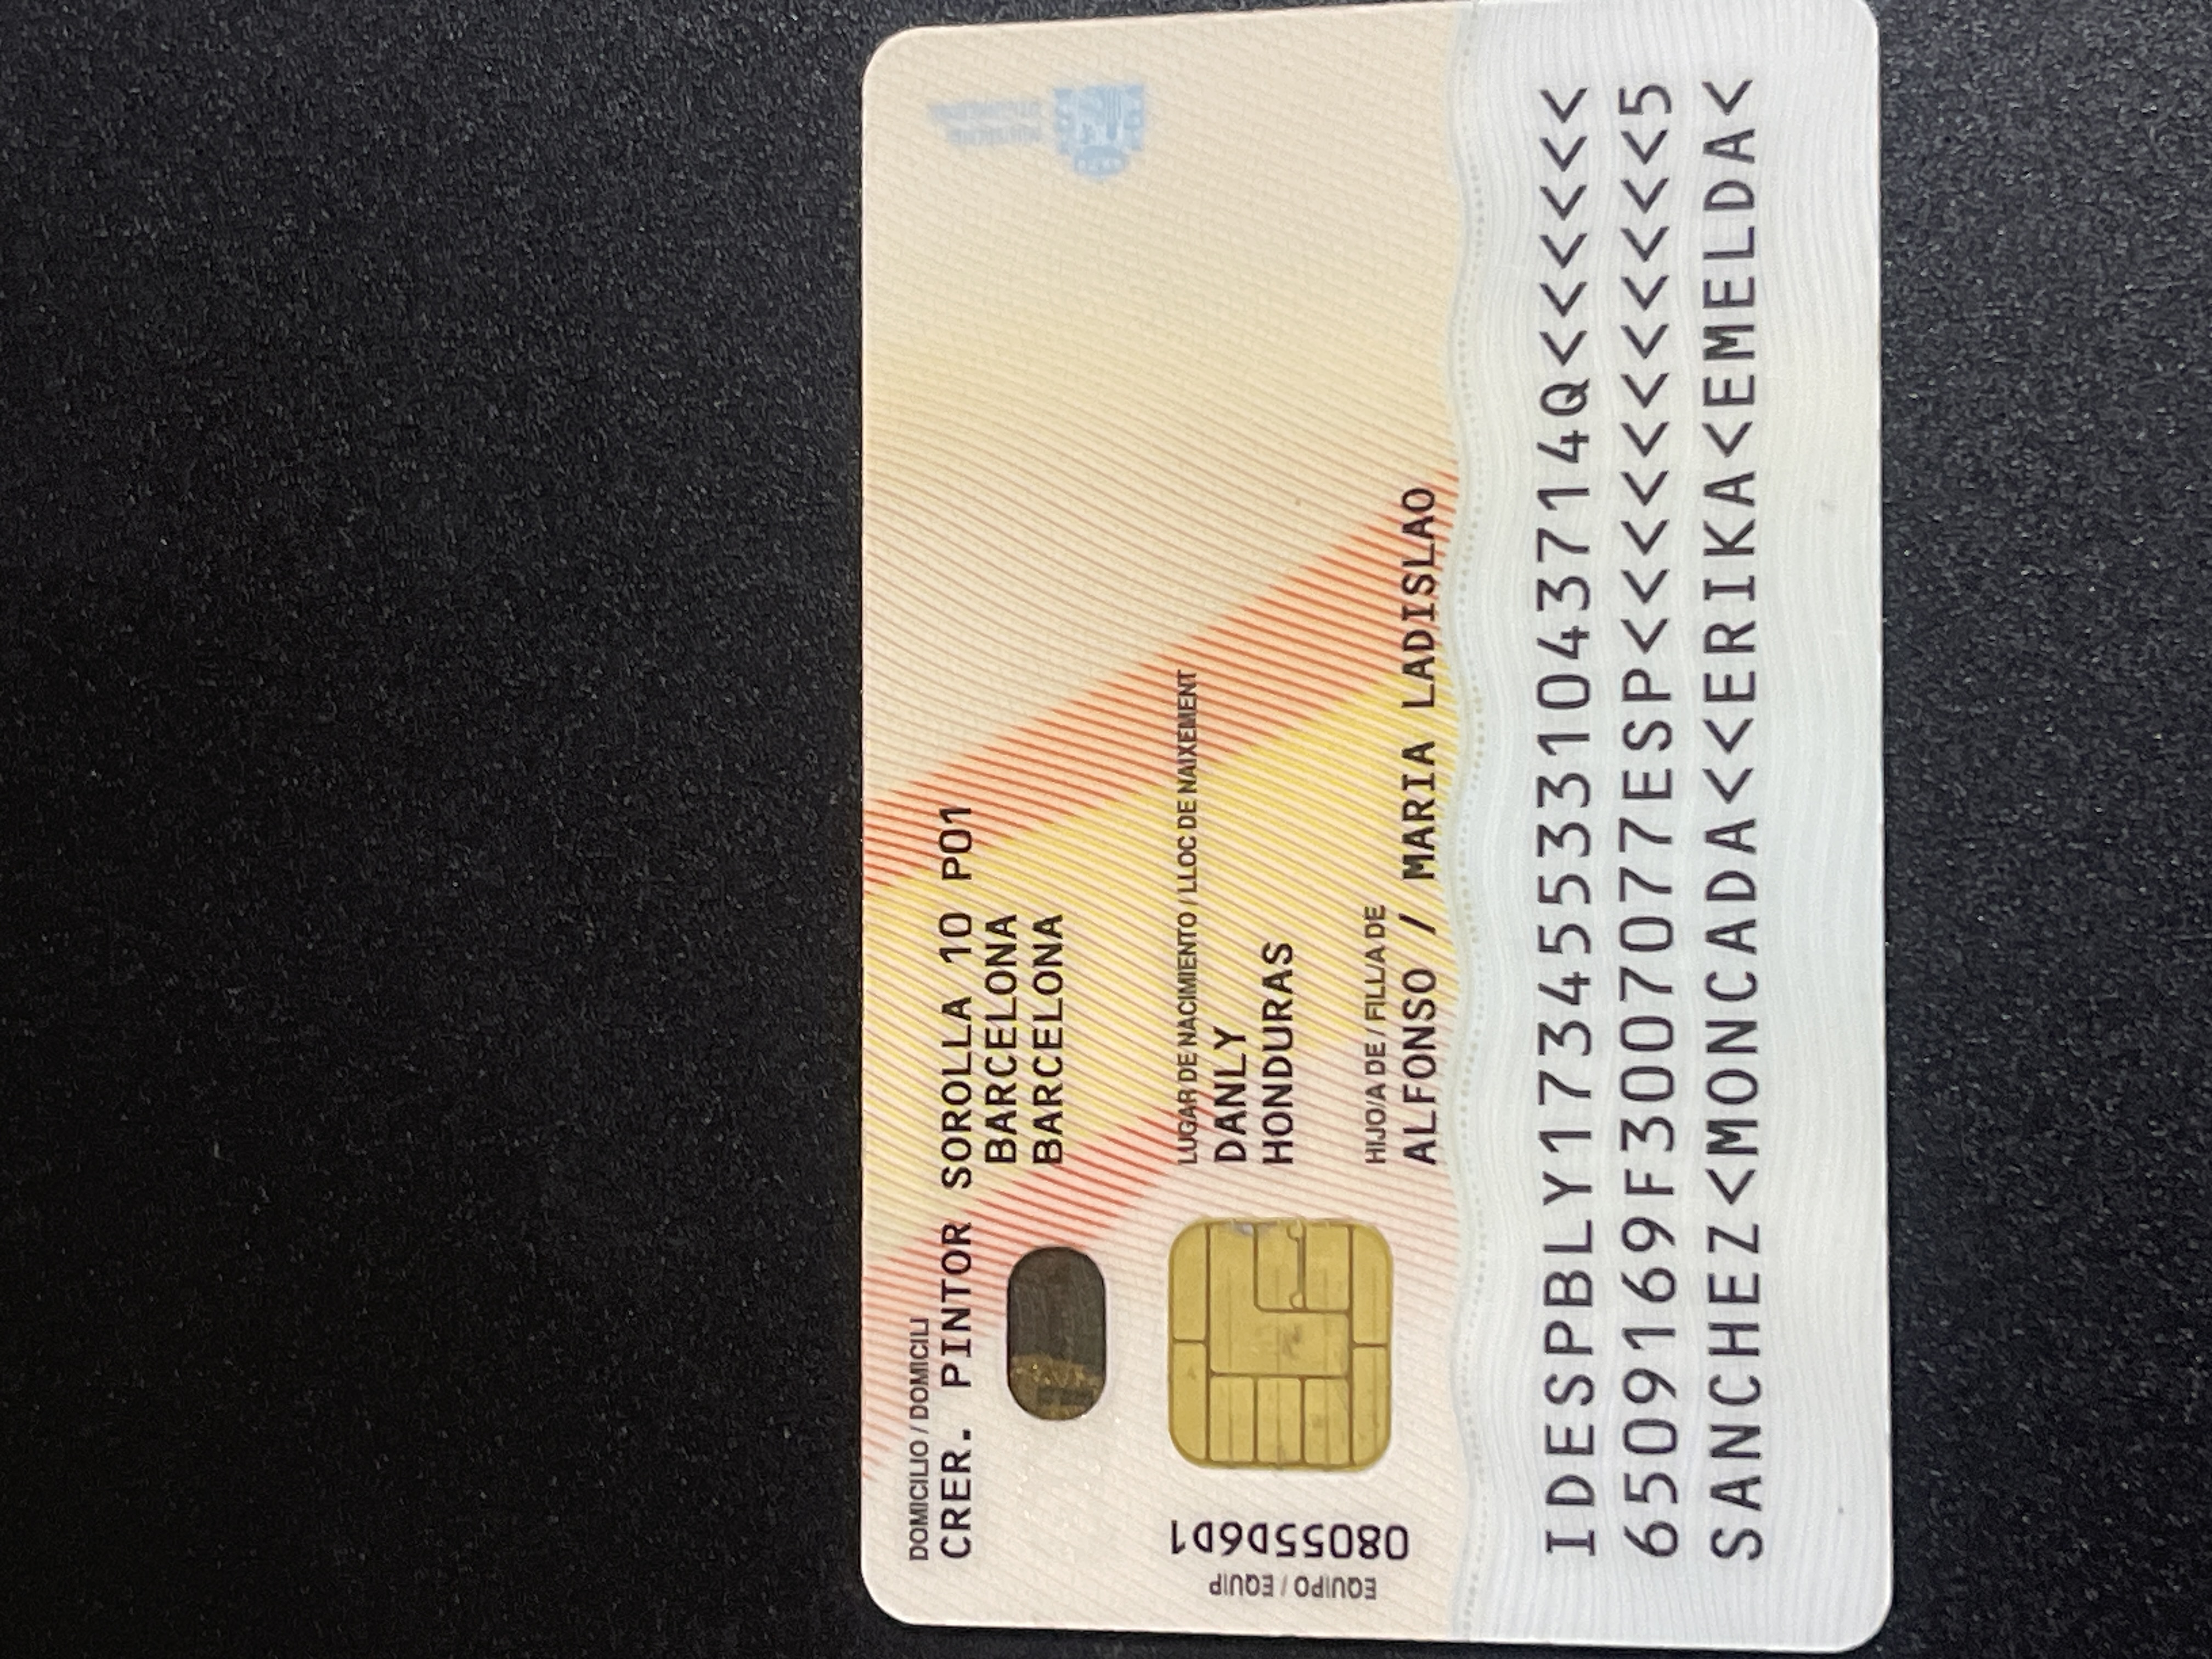 DOMICILIO / DOMICILI
CRER. PINTOR SOROLLA 10 P01
BARCELONA
BARCELONA
LUGAR DE NACIMIENTO / LLOC DE NAIXEMENT
DANLY
HONDURAS
EQUIPO / EQUIP
08055D6D1
HIJO/A DE / FILL/A DE
ALFONSO / MARIA LADISLAO
IDESPBLY173455331043714Q<<<<<<
6509169F3007077ESP<<<<<<<<<<<5
SANCHEZ<MONCADA<<ERIKA<EMELDA<